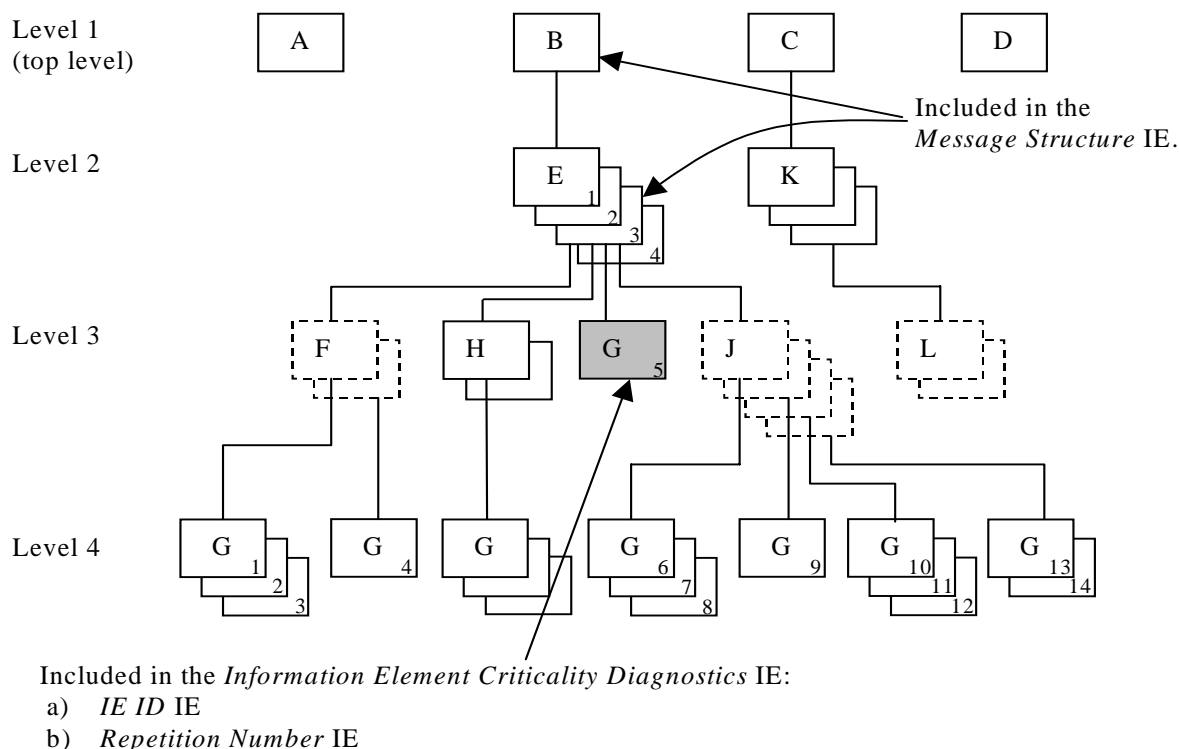 Level 1
(top level)
A
B
C
D
Included in the
Message Structure IE.
Level 2
E
1
2
3
4
K
Level 3
F
H
G
5
J
L
Level 4
G
1
2
3
G
4
G
G
6
7
8
G
9
G
10
11
12
G
13
14
Included in the Information Element Criticality Diagnostics IE:
a) IE ID IE
b) Repetition Number IE